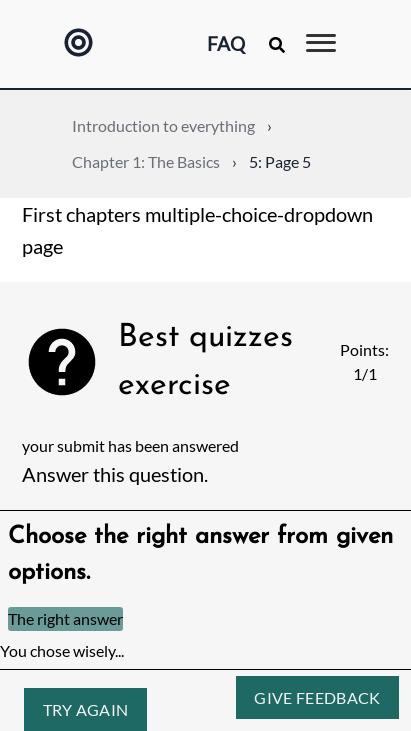 FAQ
Introduction to everything ›
Chapter 1: The Basics › 5: Page 5
First chapters multiple-choice-dropdown
page
Best quizzes
exercise
Points:
1/1
your submit has been answered
Answer this question.
Choose the right answer from given
options.
The right answer
You chose wisely...
TRY AGAIN
GIVE FEEDBACK